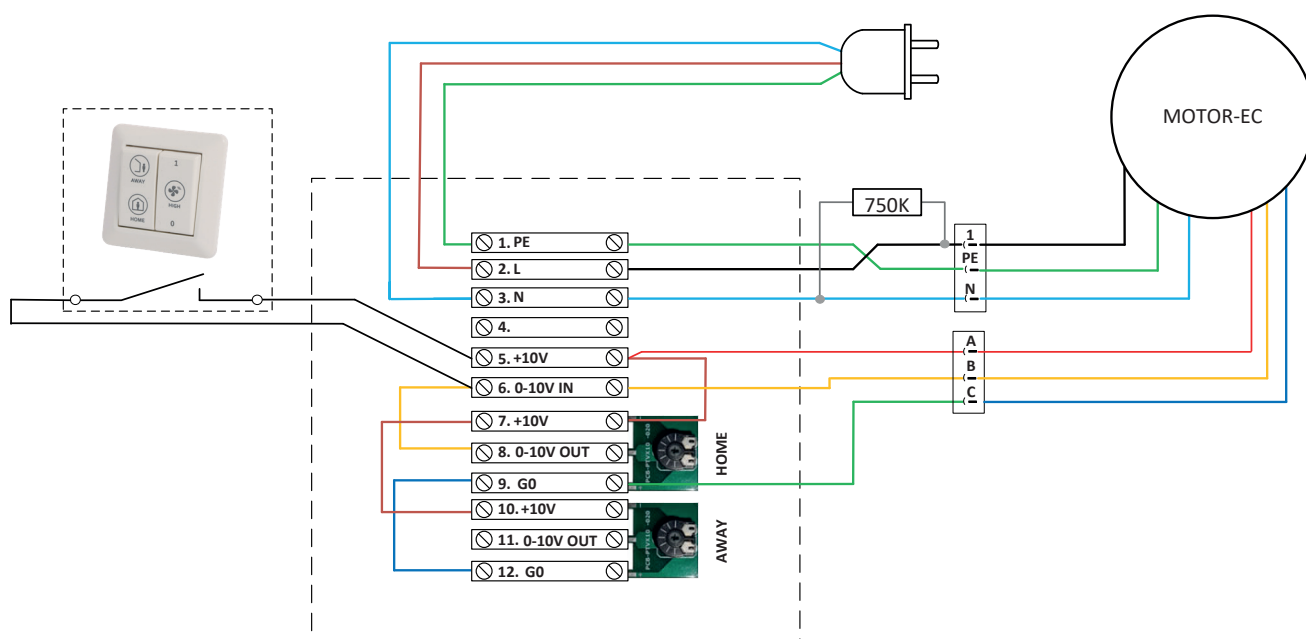 MOTOR-EC
AWAY
HOME
1
HIGH
0
750K
1. PE
2. L
3. N
4.
5. +10V
6. 0-10V IN
7. +10V
8. 0-10V OUT
9. G0
10. +10V
11. 0-10V OUT
12. G0
1
PE
N
A
B
C
HOME
AWAY